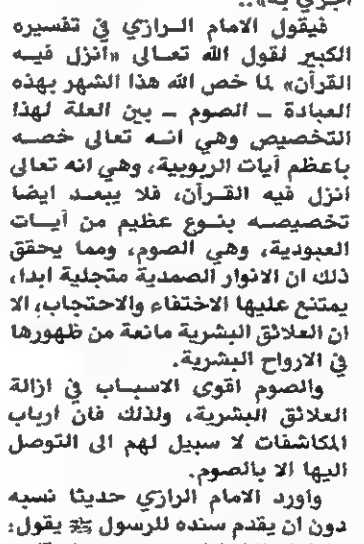 اجزي به»..
فيقول الامام الرازي في تفسيره
الكبير لقول الله تعالى «أنزل فيه
القرآن» لما خص الله هذا الشهر بهذه
العبادة ـ الصوم ـ بين العلة لهذا
التخصيص وهي انه تعالى خصه
باعظم آيات الربوبية، وهي انه تعالى
انزل فيه القرآن، فلا يبعد ايضا
تخصيصه بنوع عظيم من آيات
العبودية، وهي الصوم، ومما يحقق
ذلك ان الانوار الصمدية متجلية ابدا،
يمتنع عليها الاختفاء والاحتجاب، الا
ان العلائق البشرية مانعة من ظهورها
في الارواح البشرية.
والصوم اقوى الاسباب في ازالة
العلائق البشرية، ولذلك فان ارباب
المكاشفات لا سبيل لهم الى التوصل
اليها الا بالصوم.
واورد الامام الرازي حديثا نسبه
دون ان يقدم سنده للرسول ﷺ يقول: